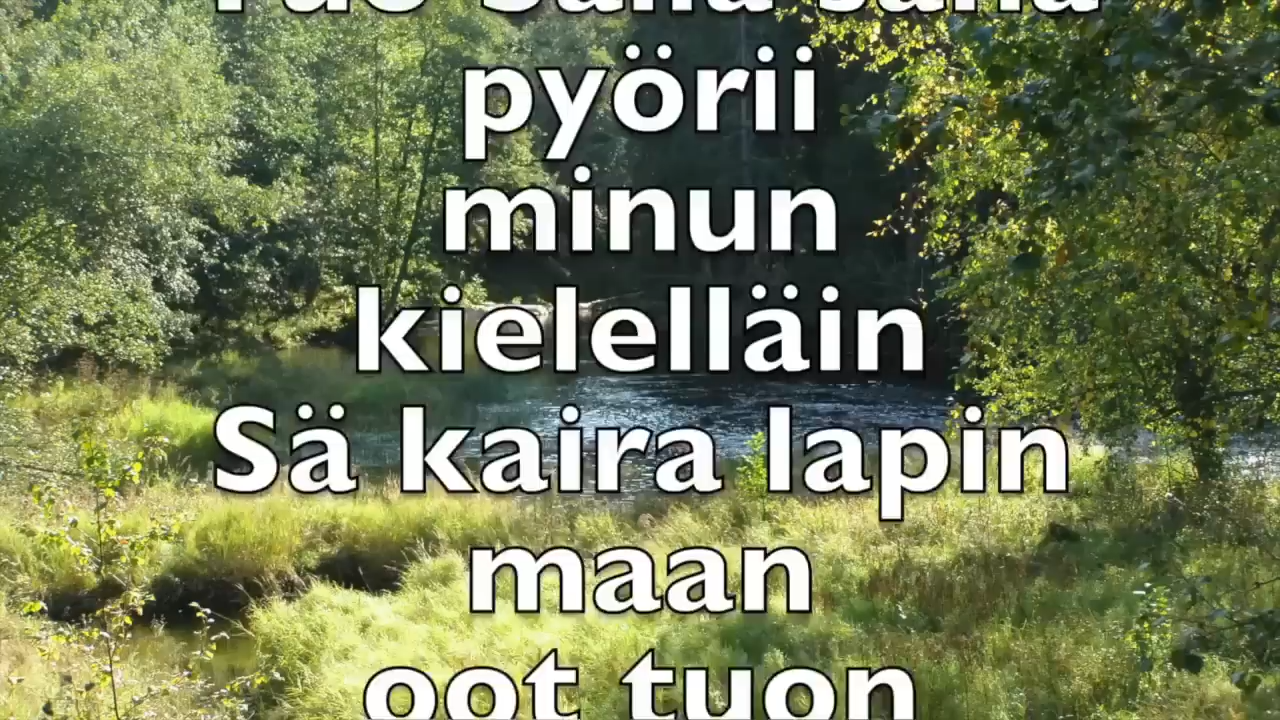 pyörii
minun
kielelläin
Sä kaira lapin
maan
oot tuon